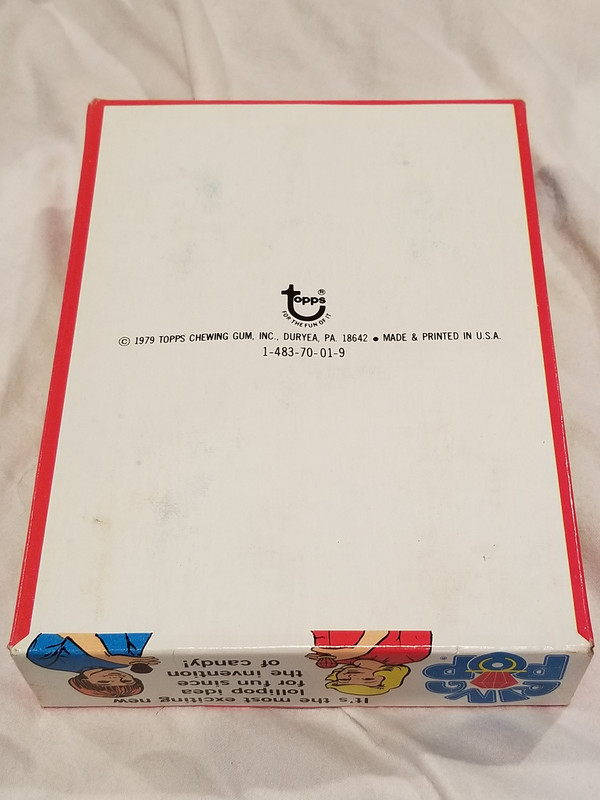 topps®
FOR THE FUN OF IT
© 1979 TOPPS CHEWING GUM, INC., DURYEA, PA. 18642 ● MADE & PRINTED IN U.S.A.
1-483-70-01-9
RING
POP
It's the most exciting new
lollipop idea
for fun since
the invention
of candy!